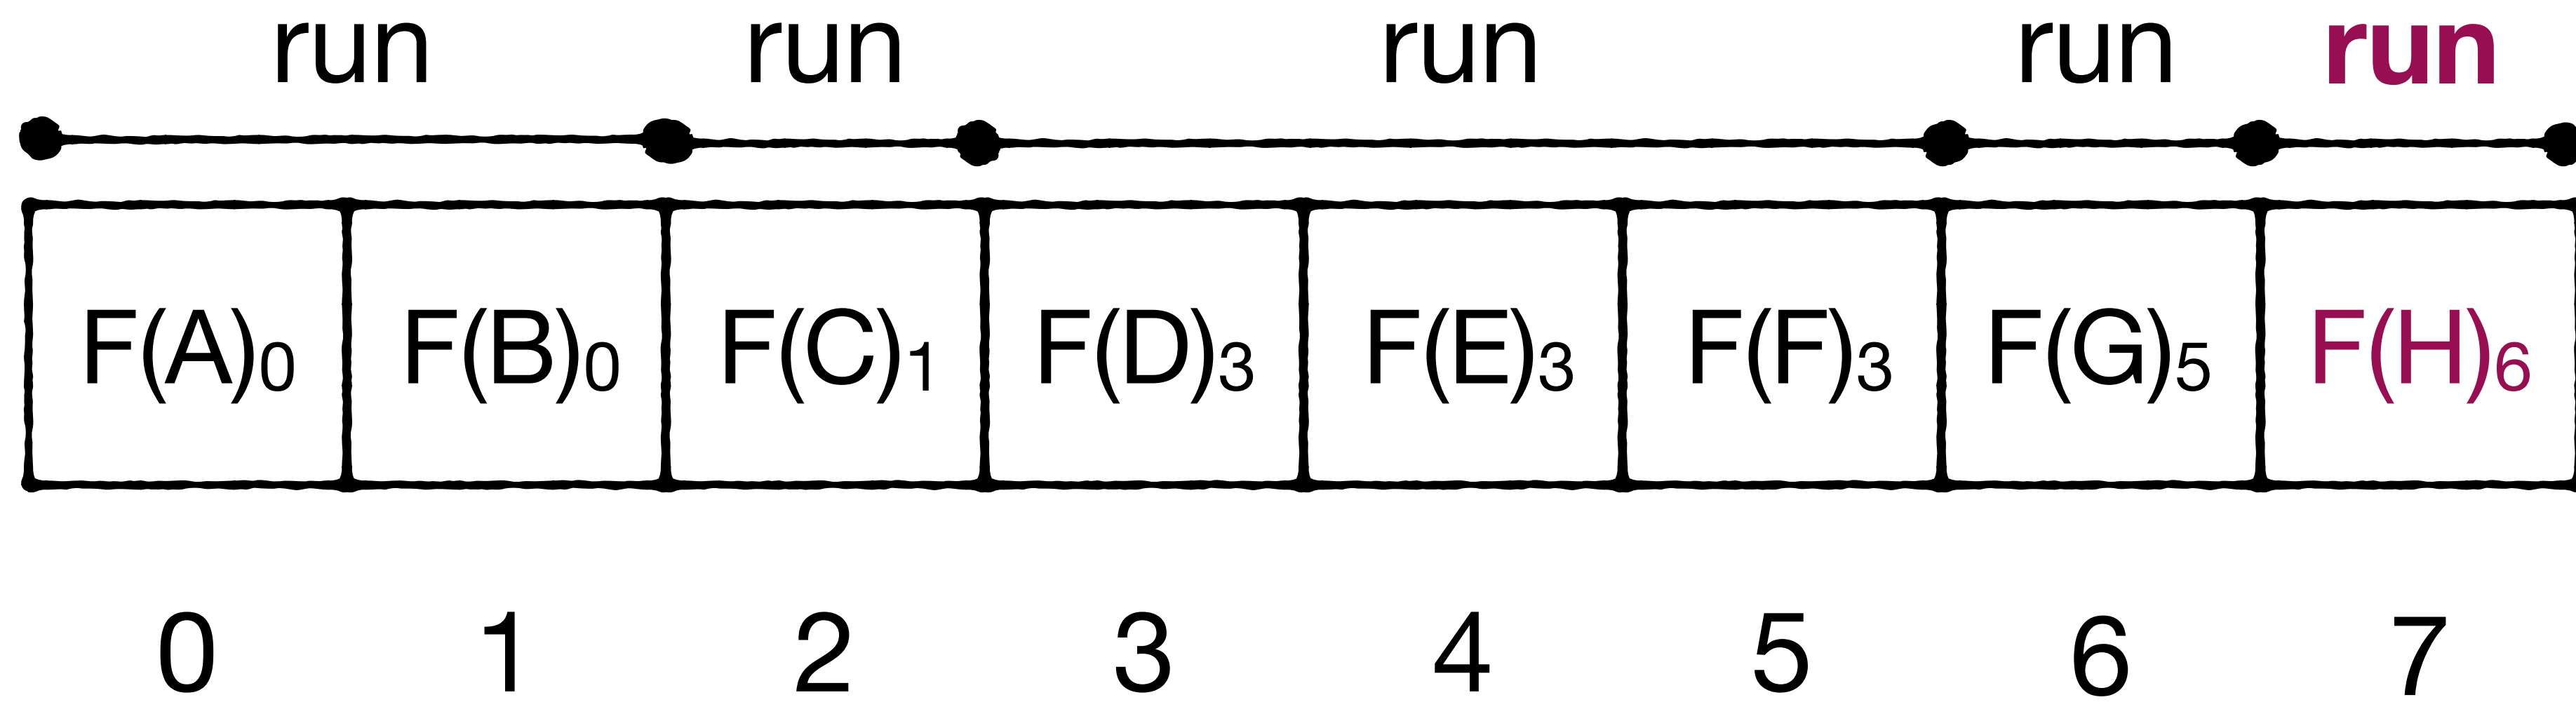 run run run run run
F(A)₀ F(B)₀ F(C)₁ F(D)₃ F(E)₃ F(F)₃ F(G)₅ F(H)₆
0 1 2 3 4 5 6 7